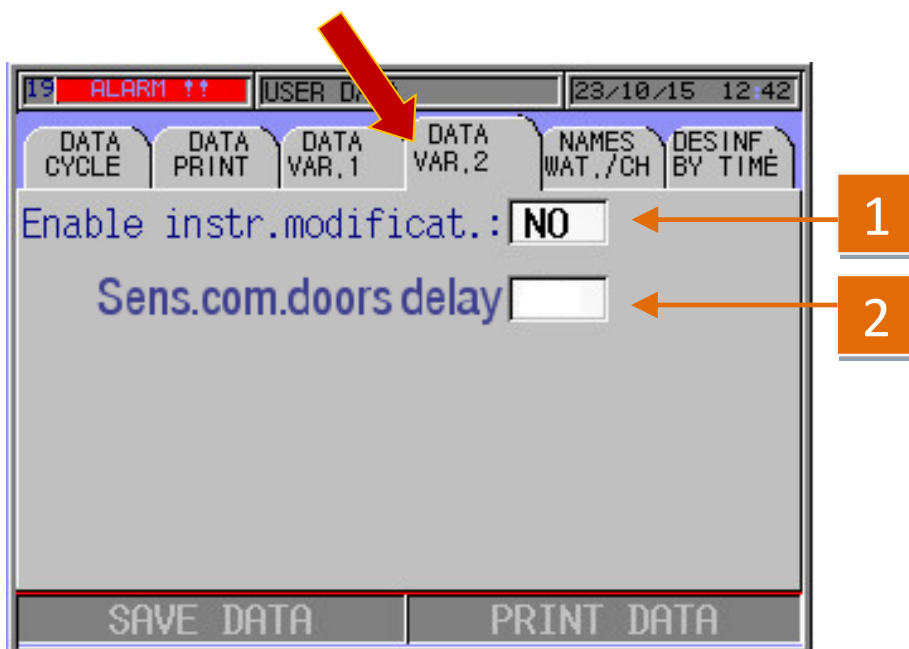 19 ALARM !! USER DA 23/10/15 12:42
DATA CYCLE DATA PRINT DATA VAR.1 DATA VAR.2 NAMES WAT./CH DESINF. BY TIME
Enable instr.modificat.: NO 1
Sens.com.doors delay 2
SAVE DATA PRINT DATA